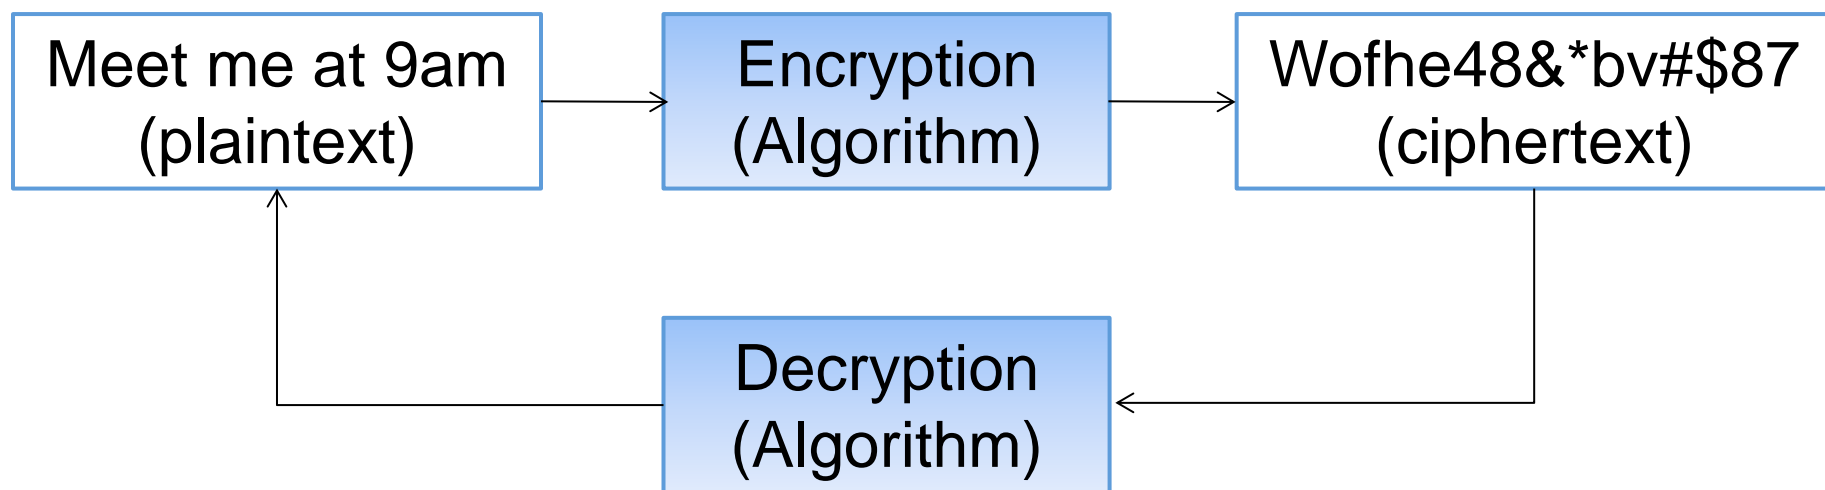 Meet me at 9am
(plaintext)
Encryption
(Algorithm)
Wofhe48&*bv#$87
(ciphertext)
Decryption
(Algorithm)